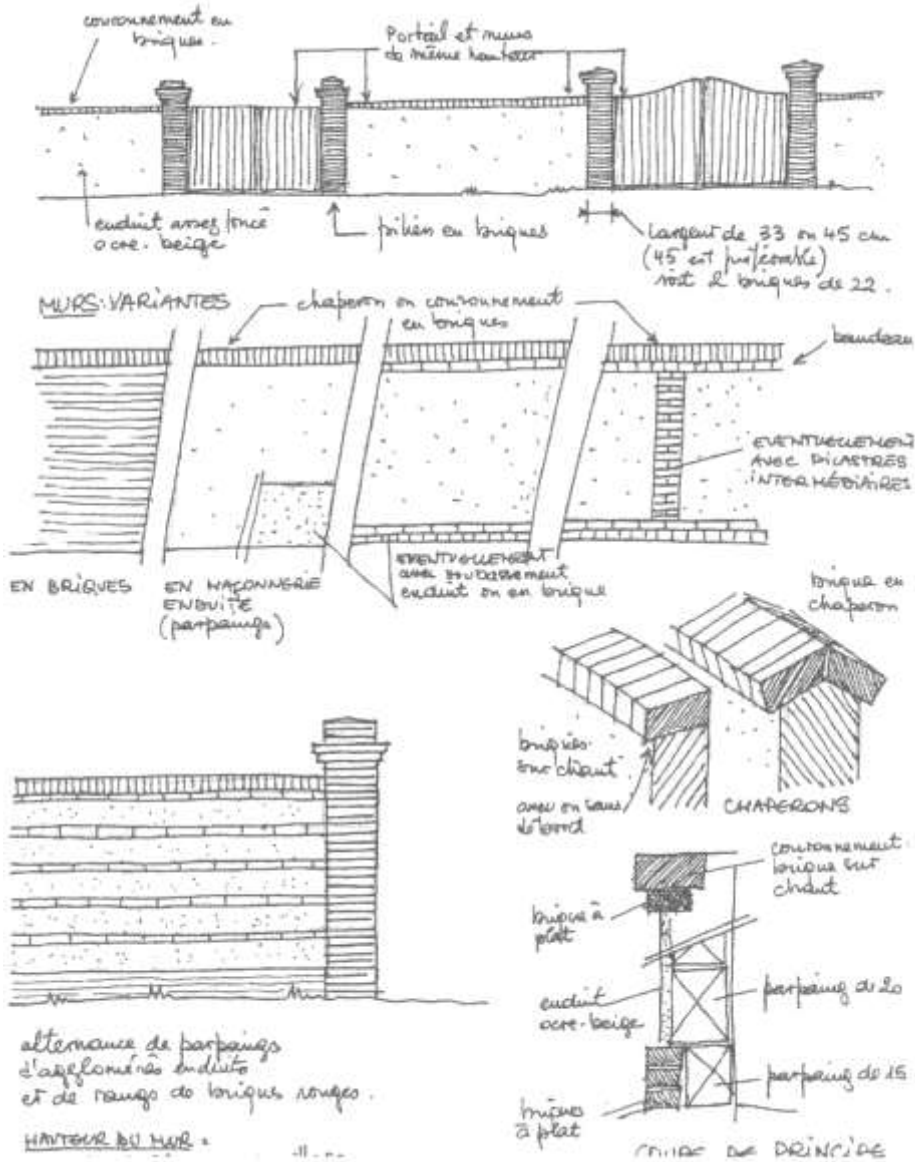 couronnement en
briques.
Portail et murs
de même hauteur
enduit assez foncé
ocre-beige
piliers en briques
Largeur de 33 ou 45 cm
(45 est préférable)
soit 2 briques de 22.
MURS: VARIANTES
chaperon ou couronnement
en briques
bandeau
EVENTUELLEMENT
AVEC PILASTRES
INTERMÉDIAIRES
EN BRIQUES
EN MAÇONNERIE
ENDUITE
(parpaings)
EVENTUELLEMENT
avec soubassement
enduit ou en brique
brique en
chaperon
briques
sur chant
avec ou sans
débord
CHAPERONS
couronnement
brique sur
chant
brique à
plat
enduit
ocre-beige
parpaing de 20
parpaing de 15
briques
à plat
COUPE DE PRINCIPE
alternance de parpaings
d'agglomérés enduits
et de rangs de briques rouges.
HAUTEUR DU MUR: